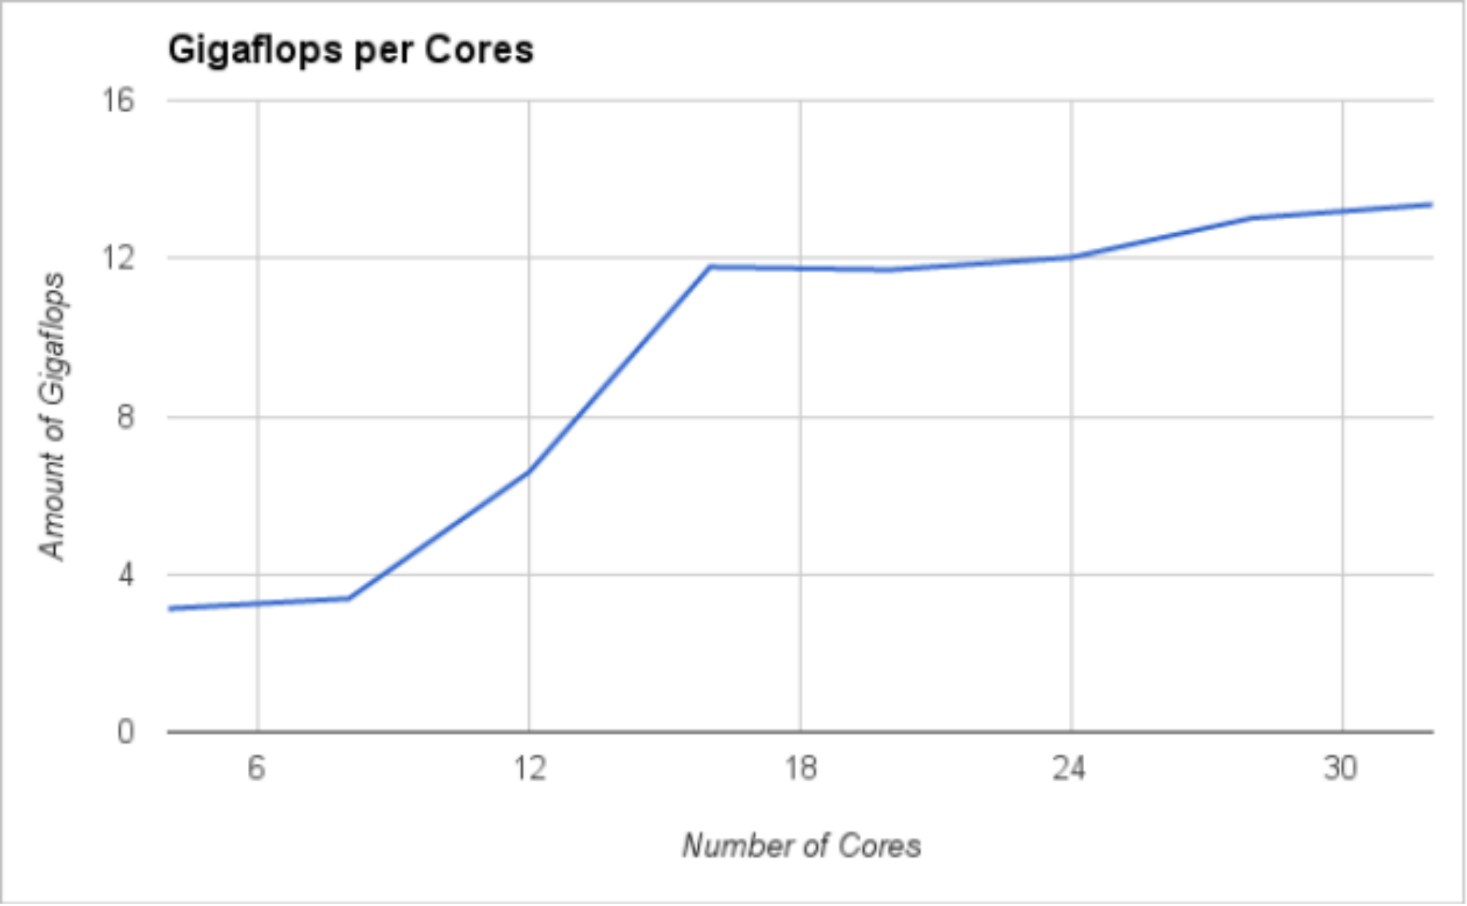 Gigaflops per Cores
16
12
8
4
0
Amount of Gigaflops
6 12 18 24 30
Number of Cores